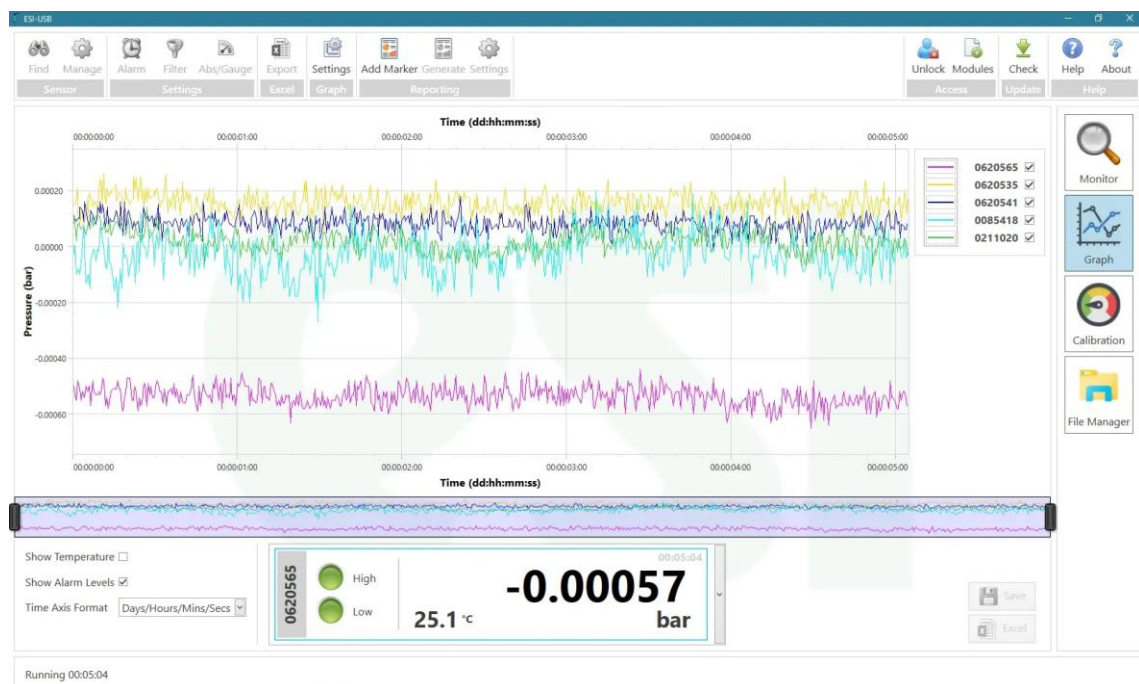 ESI-USB
Find Manage Alarm Filter Abs/Gauge Export Settings Add Marker Generate Settings Unlock Modules Check Help About
Sensor Settings Excel Graph Reporting Access Update Help
Time (dd:hh:mm:ss)
00:00:00:00 00:00:01:00 00:00:02:00 00:00:03:00 00:00:04:00 00:00:05:00
0620565
0620535
0620541
0085418
0211020
Pressure (bar)
0.00020
0.00000
-0.00020
-0.00040
-0.00060
00:00:00:00 00:00:01:00 00:00:02:00 00:00:03:00 00:00:04:00 00:00:05:00
Time (dd:hh:mm:ss)
Monitor
Graph
Calibration
File Manager
esi
Show Temperature
Show Alarm Levels
Time Axis Format Days/Hours/Mins/Secs
0620565
High
Low
00:05:04
-0.00057
25.1 °C bar
Save
Excel
Running 00:05:04